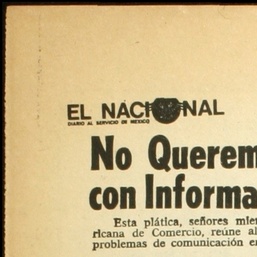 EL NACIONAL
DIARIO AL SERVICIO DE MEXICO
No Querem
con Informa
Esta plática, señores mie
ricana de Comercio, reúne al
problemas de comunicación e